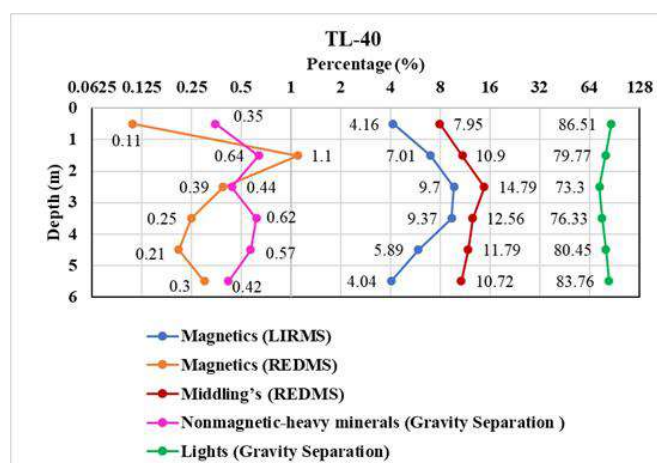 TL-40
Percentage (%)
0.0625 0.125 0.25 0.5 1 2 4 8 16 32 64 128
Depth (m)
0
1
2
3
4
5
6
0.11 0.35 4.16 7.95 86.51
0.64 1.1 7.01 10.9 79.77
0.39 0.44 9.7 14.79 73.3
0.25 0.62 9.37 12.56 76.33
0.21 0.57 5.89 11.79 80.45
0.3 0.42 4.04 10.72 83.76
Magnetics (LIRMS)
Magnetics (REDMS)
Middling's (REDMS)
Nonmagnetic-heavy minerals (Gravity Separation )
Lights (Gravity Separation)